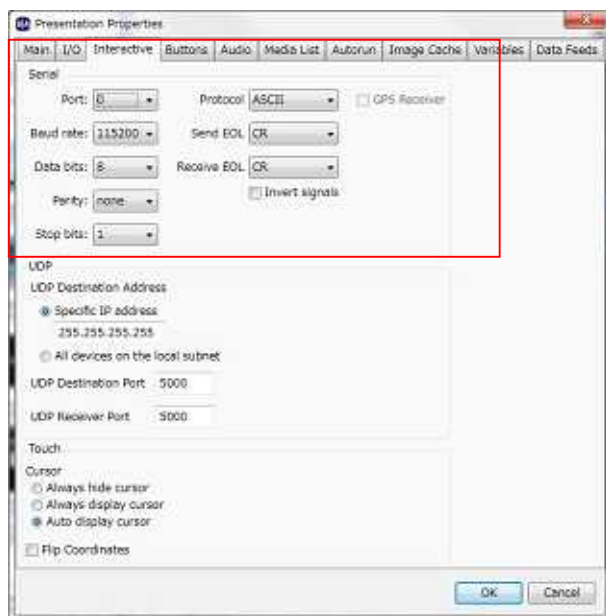 Presentation Properties
Main I/O Interactive Buttons Audio Media List Autorun Image Cache Variables Data Feeds
Serial
Port: 0 Protocol ASCII GPS Receiver
Baud rate: 115200 Send EOL CR
Data bits: 8 Receive EOL CR
Parity: none Invert signals
Stop bits: 1
UDP
UDP Destination Address
Specific IP address
255.255.255.255
All devices on the local subnet
UDP Destination Port 5000
UDP Receiver Port 5000
Touch
Cursor
Always hide cursor
Always display cursor
Auto display cursor
Flip Coordinates
OK Cancel